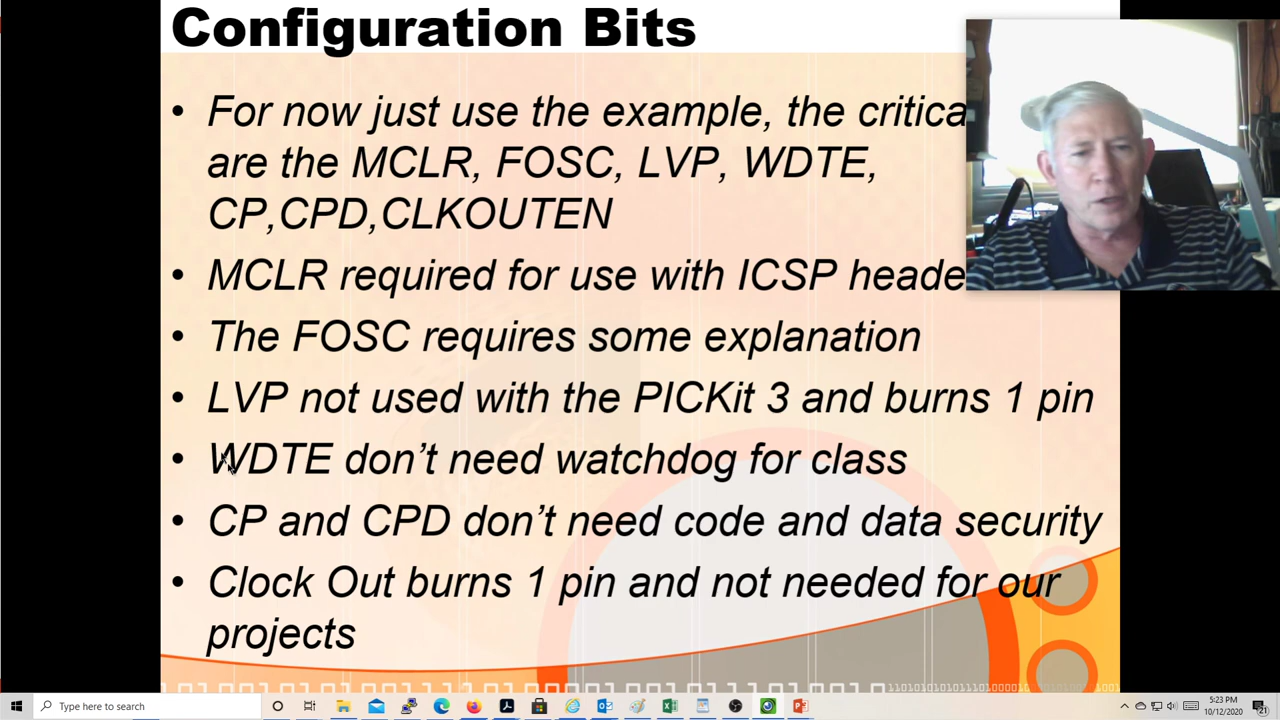 Configuration Bits
• For now just use the example, the critica
are the MCLR, FOSC, LVP, WDTE,
CP,CPD,CLKOUTEN
• MCLR required for use with ICSP heade
• The FOSC requires some explanation
• LVP not used with the PICKit 3 and burns 1 pin
• WDTE don't need watchdog for class
• CP and CPD don't need code and data security
• Clock Out burns 1 pin and not needed for our
projects
Type here to search
5:23 PM
10/12/2020